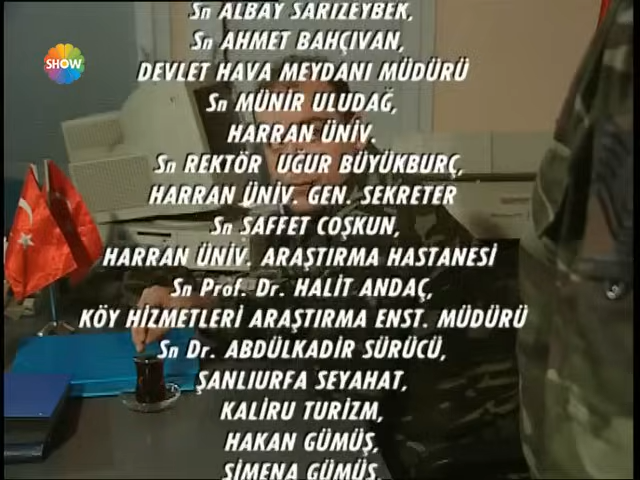 Sn ALBAY SARIZEYBEK,
Sn AHMET BAHÇIVAN,
SHOW
DEVLET HAVA MEYDANI MÜDÜRÜ
Sn MÜNİR ULUDAĞ,
HARRAN ÜNİV.
Sn REKTÖR UĞUR BÜYÜKBURÇ,
HARRAN ÜNİV. GEN. SEKRETER
Sn SAFFET COŞKUN,
HARRAN ÜNİV. ARAŞTIRMA HASTANESİ
Sn Prof. Dr. HALİT ANDAÇ,
KÖY HİZMETLERİ ARAŞTIRMA ENST. MÜDÜRÜ
Sn Dr. ABDÜLKADİR SÜRÜCÜ,
ŞANLIURFA SEYAHAT,
KALİRU TURİZM,
HAKAN GÜMÜŞ,
SİMENA GÜMÜŞ,